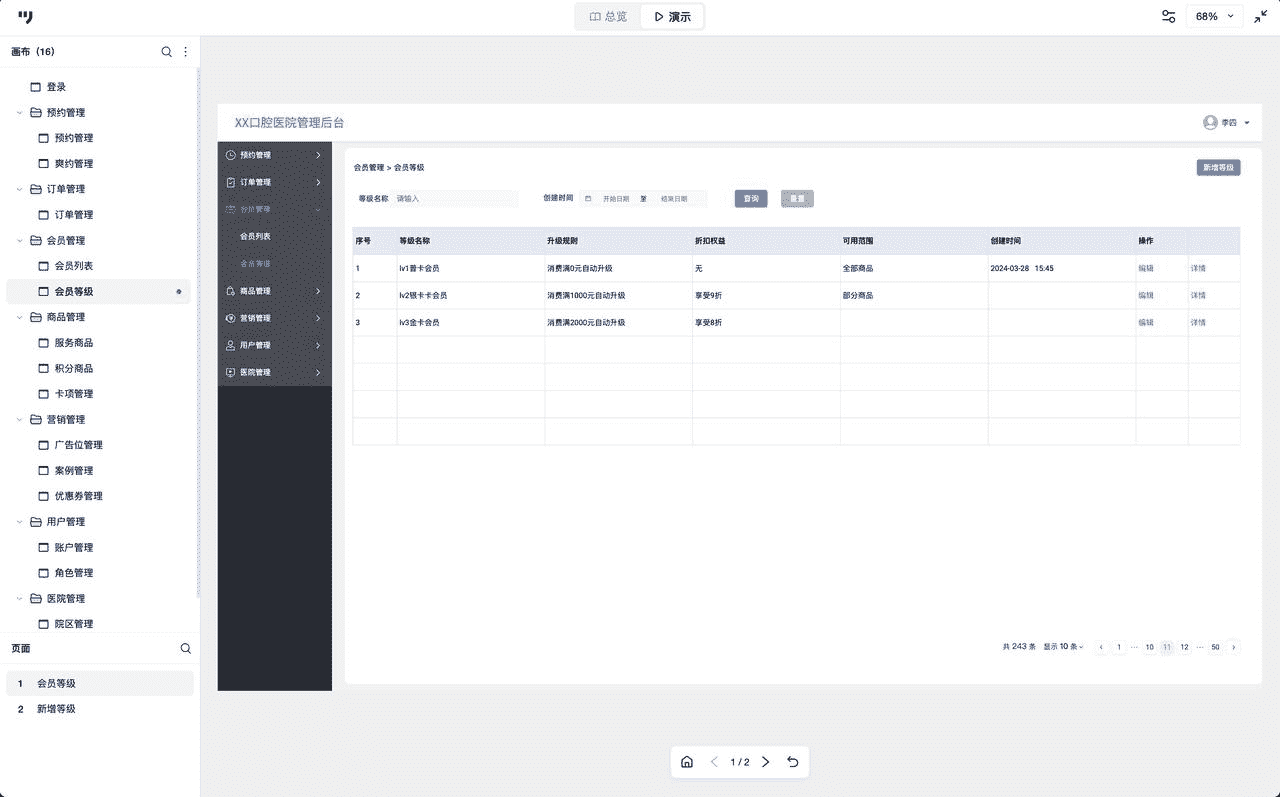 总览 演示 68%
画布（16）
登录
预约管理
预约管理
爽约管理
订单管理
订单管理
会员管理
会员列表
会员等级
商品管理
服务商品
积分商品
卡项管理
营销管理
广告位管理
案例管理
优惠券管理
用户管理
账户管理
角色管理
医院管理
院区管理
页面
1 会员等级
2 新增等级
XX口腔医院管理后台 李四
预约管理
订单管理
会员管理
会员列表
会员等级
商品管理
营销管理
用户管理
医院管理
会员管理 > 会员等级 新增等级
等级名称 请输入 创建时间 开始日期 至 结束日期 查询 重置
序号 等级名称 升级规则 折扣权益 可用范围 创建时间 操作
1 lv1普卡会员 消费满0元自动升级 无 全部商品 2024-03-28 15:45 编辑 详情
2 lv2银卡卡会员 消费满1000元自动升级 享受9折 部分商品 编辑 详情
3 lv3金卡会员 消费满2000元自动升级 享受8折 编辑 详情
共 243 条 显示 10 条 1 ··· 10 11 12 ··· 50
1 / 2